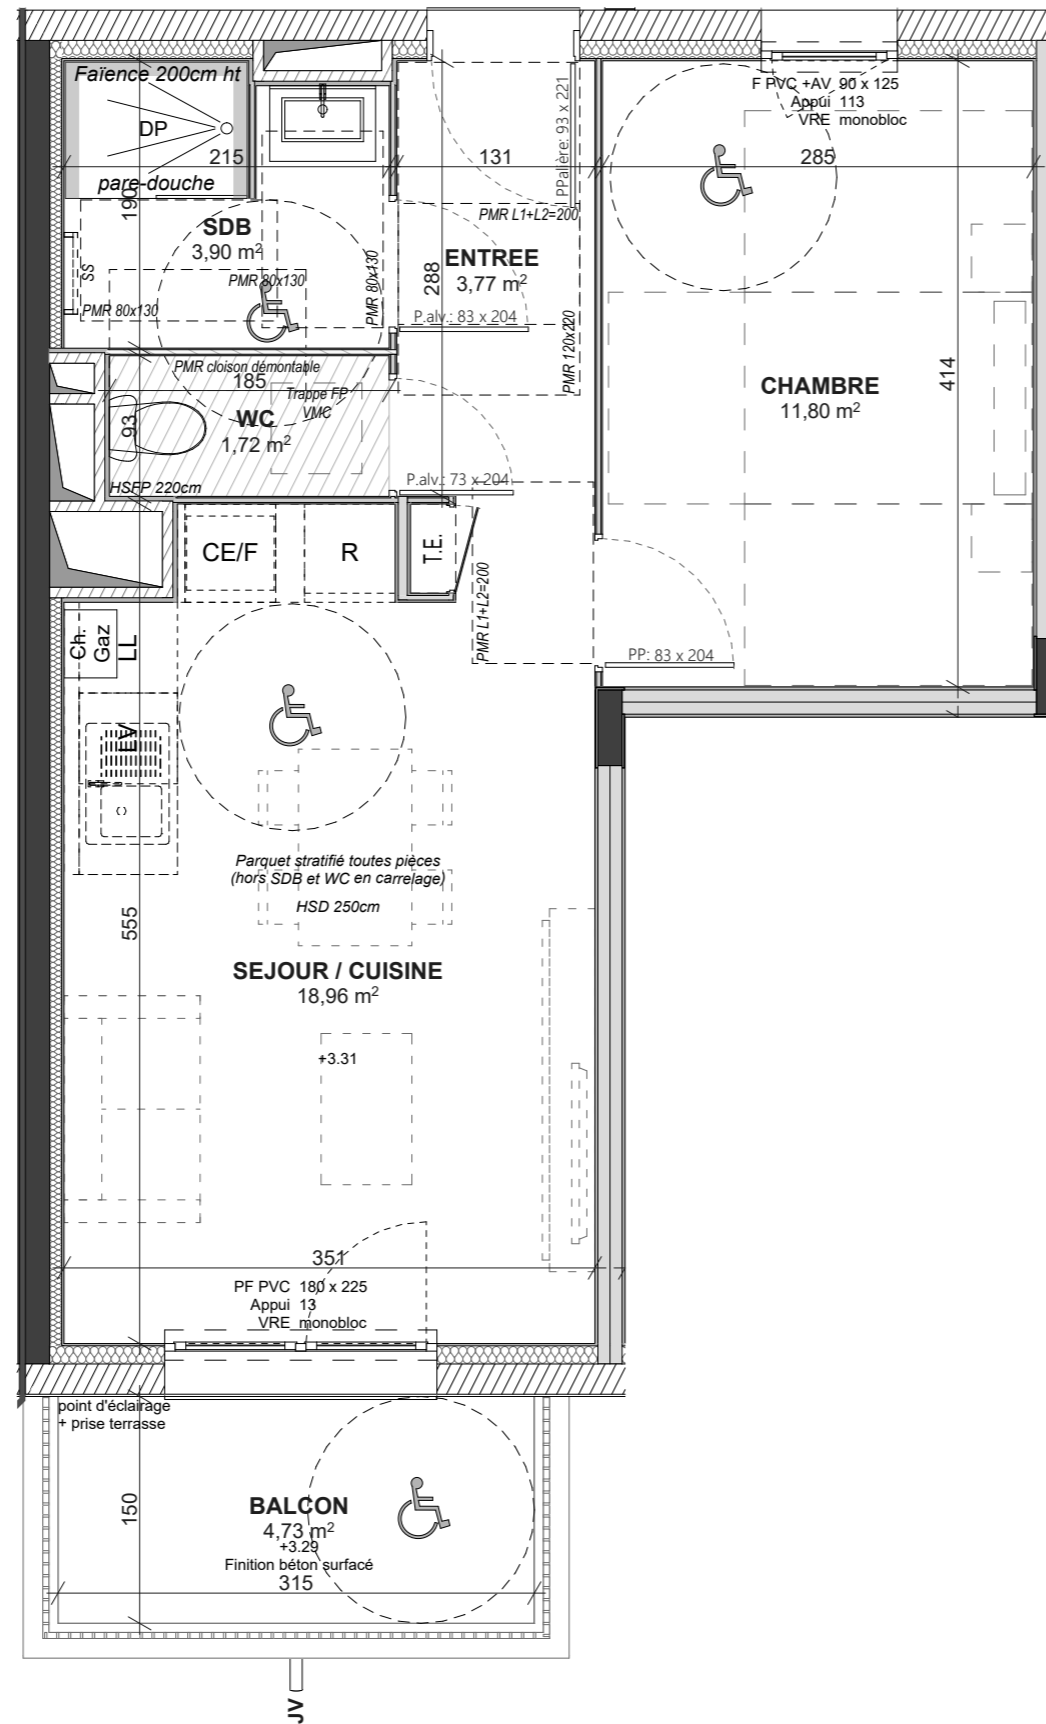 Faïence 200cm ht
DP
pare-douche
215
190
SDB
3,90 m²
SS
PMR 80x130
PMR 80x130
PMR 80x130
131
PPalière: 93 x 221
PMR L1+L2=200
ENTREE
3,77 m²
288
P.alv.: 83 x 204
PMR 120x220
F PVC +AV 90 x 125
Appui 113
VRE monobloc
285
CHAMBRE
11,80 m²
414
PMR cloison démontable
185
Trappe FP
VMC
WC
1,72 m²
93
HSFP 220cm
P.alv.: 73 x 204
CE/F
R
T.E.
PMR L1+L2=200
PP: 83 x 204
Ch.
Gaz
LL
LV
Parquet stratifié toutes pièces
(hors SDB et WC en carrelage)
HSD 250cm
555
SEJOUR / CUISINE
18,96 m²
+3.31
351
PF PVC 180 x 225
Appui 13
VRE monobloc
point d'éclairage
+ prise terrasse
150
BALCON
4,73 m²
+3.29
Finition béton surfacé
315
JV